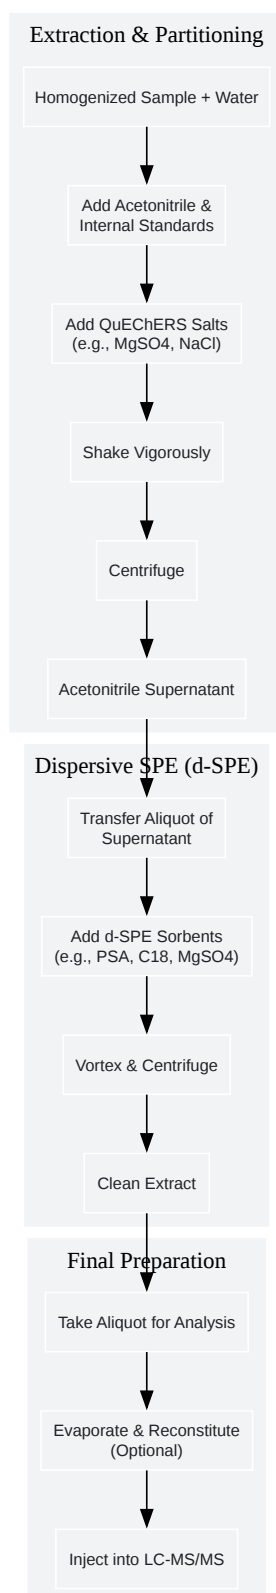 Extraction & Partitioning
Homogenized Sample + Water
Add Acetonitrile &
Internal Standards
Add QuEChERS Salts
(e.g., MgSO4, NaCl)
Shake Vigorously
Centrifuge
Acetonitrile Supernatant
Dispersive SPE (d-SPE)
Transfer Aliquot of
Supernatant
Add d-SPE Sorbents
(e.g., PSA, C18, MgSO4)
Vortex & Centrifuge
Clean Extract
Final Preparation
Take Aliquot for Analysis
Evaporate & Reconstitute
(Optional)
Inject into LC-MS/MS